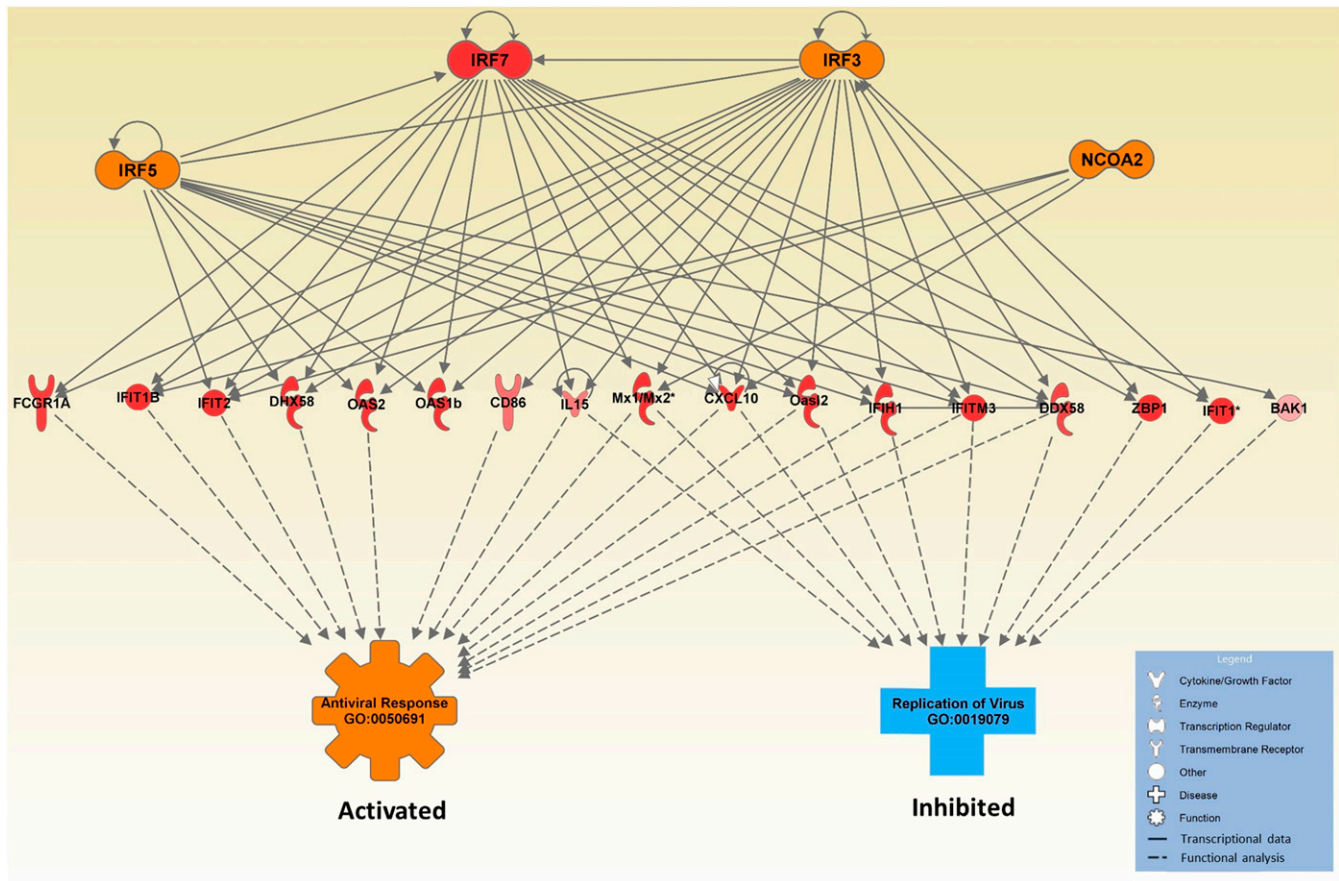 IRF7
IRF3
IRF5
NCOA2
FCGR1A
IFIT1B
IFIT2
DHX58
OAS2
OAS1b
CD86
IL15
Mx1/Mx2*
CXCL10
Oasl2
IFIH1
IFITM3
DDX58
ZBP1
IFIT1*
BAK1
Antiviral Response
GO:0050691
Replication of Virus
GO:0019079
Activated
Inhibited
Legend
Cytokine/Growth Factor
Enzyme
Transcription Regulator
Transmembrane Receptor
Other
Disease
Function
Transcriptional data
Functional analysis